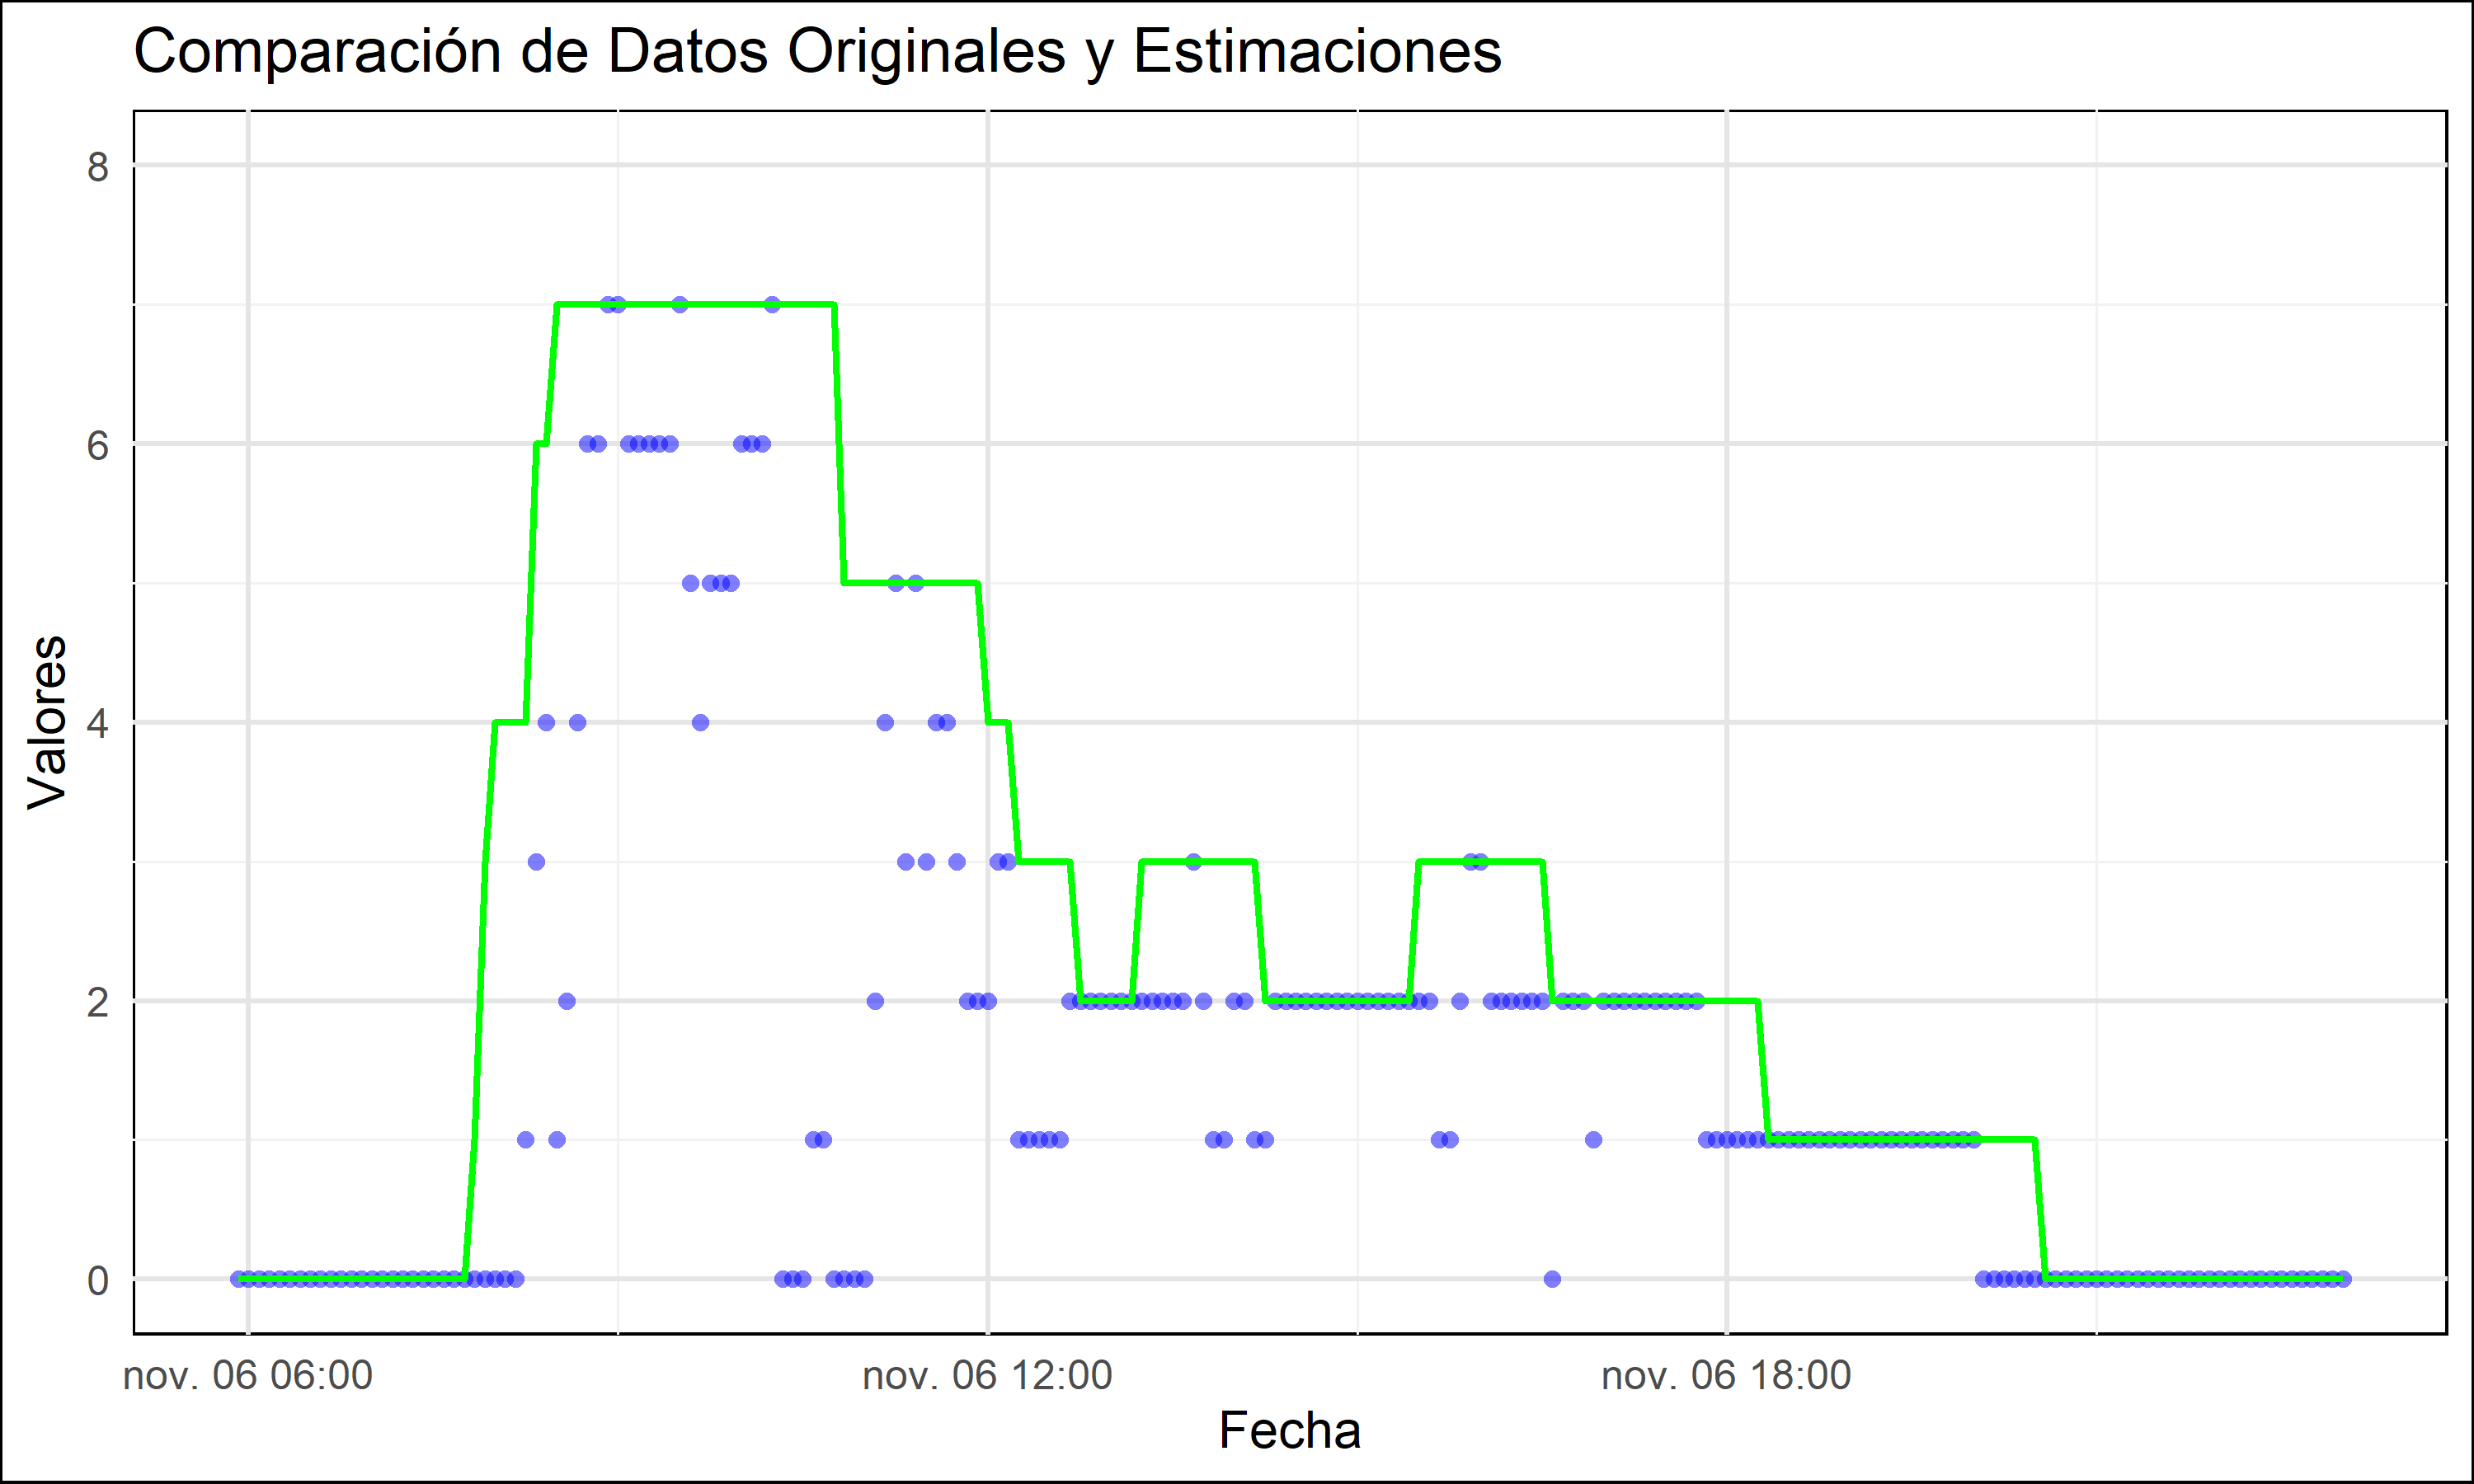 Comparación de Datos Originales y Estimaciones
Valores
8
6
4
2
0
nov. 06 06:00
nov. 06 12:00
nov. 06 18:00
Fecha